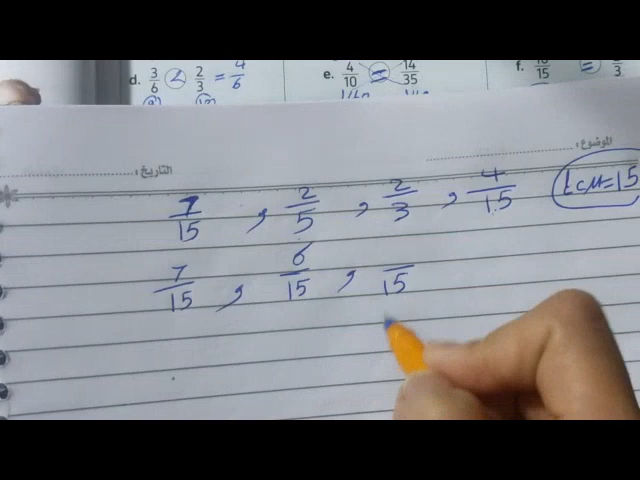 d. 3/6 < 2/3 = 4/6 e. 4/10 = 14/35 f. /15 = /3
الموضوع: التاريخ:
7/15 , 2/5 , 2/3 , 4/15 LCM=15
7/15 , 6/15 , /15